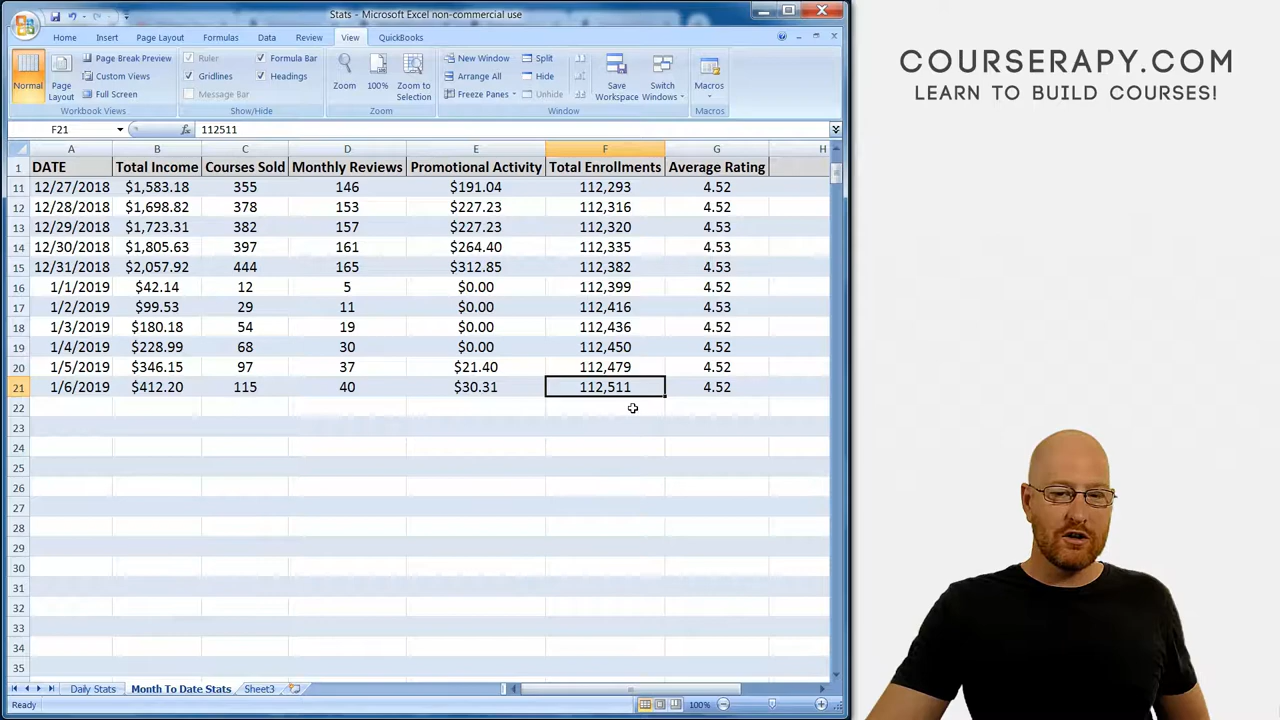 Stats - Microsoft Excel non-commercial use
Home Insert Page Layout Formulas Data Review View QuickBooks
Normal Page Layout Page Break Preview Custom Views Full Screen Workbook Views
Ruler Formula Bar Gridlines Headings Message Bar Show/Hide
Zoom 100% Zoom to Selection Zoom
New Window Arrange All Freeze Panes Split Hide Unhide Save Workspace Switch Windows Window
Macros Macros
F21 fx 112511
A B C D E F G H
1 DATE Total Income Courses Sold Monthly Reviews Promotional Activity Total Enrollments Average Rating
11 12/27/2018 $1,583.18 355 146 $191.04 112,293 4.52
12 12/28/2018 $1,698.82 378 153 $227.23 112,316 4.52
13 12/29/2018 $1,723.31 382 157 $227.23 112,320 4.53
14 12/30/2018 $1,805.63 397 161 $264.40 112,335 4.53
15 12/31/2018 $2,057.92 444 165 $312.85 112,382 4.53
16 1/1/2019 $42.14 12 5 $0.00 112,399 4.52
17 1/2/2019 $99.53 29 11 $0.00 112,416 4.53
18 1/3/2019 $180.18 54 19 $0.00 112,436 4.52
19 1/4/2019 $228.99 68 30 $0.00 112,450 4.52
20 1/5/2019 $346.15 97 37 $21.40 112,479 4.52
21 1/6/2019 $412.20 115 40 $30.31 112,511 4.52
22
23
24
25
26
27
28
29
30
31
32
33
34
35
Daily Stats Month To Date Stats Sheet3
Ready 100%
COURSERAPY.COM
LEARN TO BUILD COURSES!